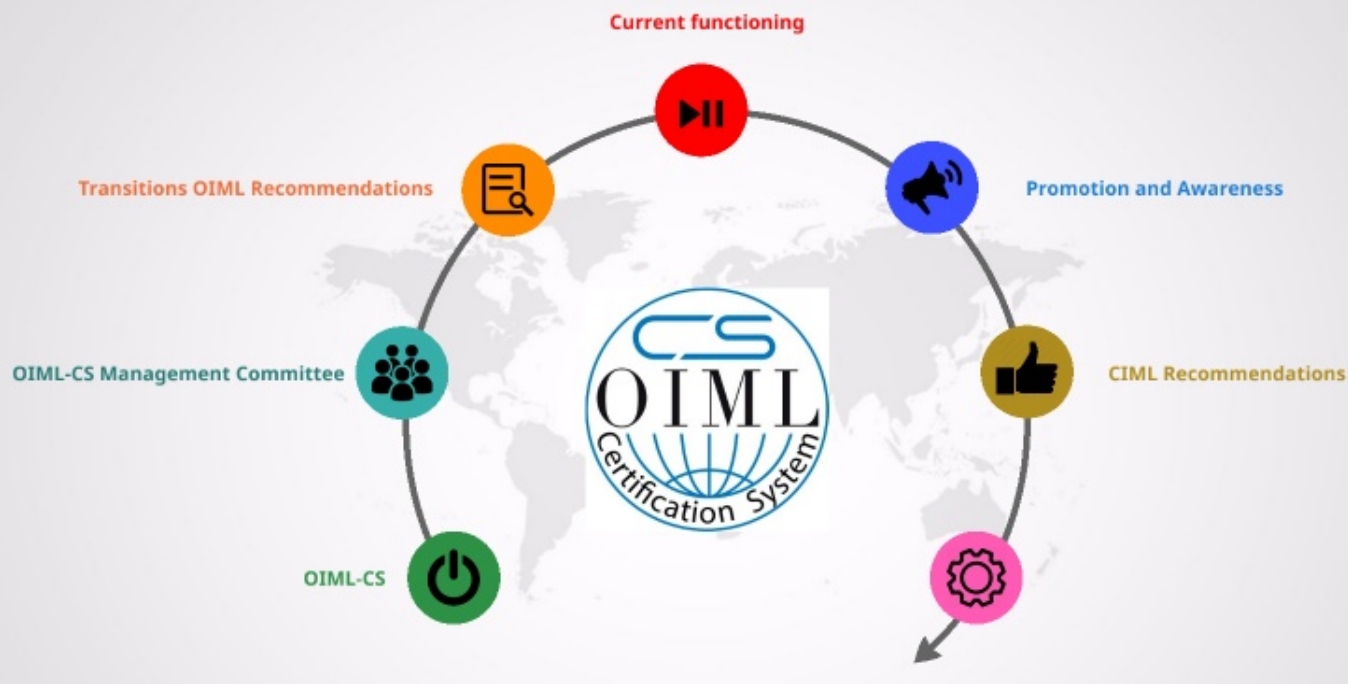 Current functioning
Transitions OIML Recommendations
Promotion and Awareness
OIML-CS Management Committee
CIML Recommendations
OIML-CS
CS
OIML
Certification System